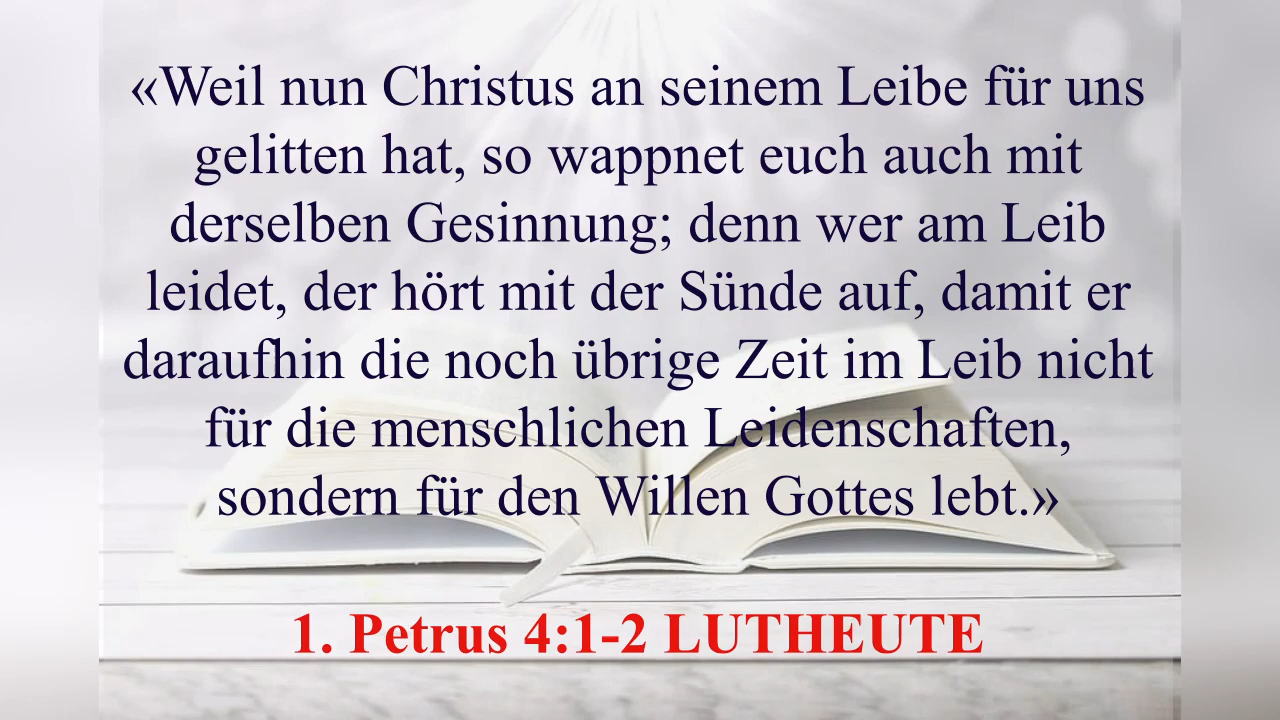 «Weil nun Christus an seinem Leibe für uns
gelitten hat, so wappnet euch auch mit
derselben Gesinnung; denn wer am Leib
leidet, der hört mit der Sünde auf, damit er
daraufhin die noch übrige Zeit im Leib nicht
für die menschlichen Leidenschaften,
sondern für den Willen Gottes lebt.»
1. Petrus 4:1-2 LUTHEUTE